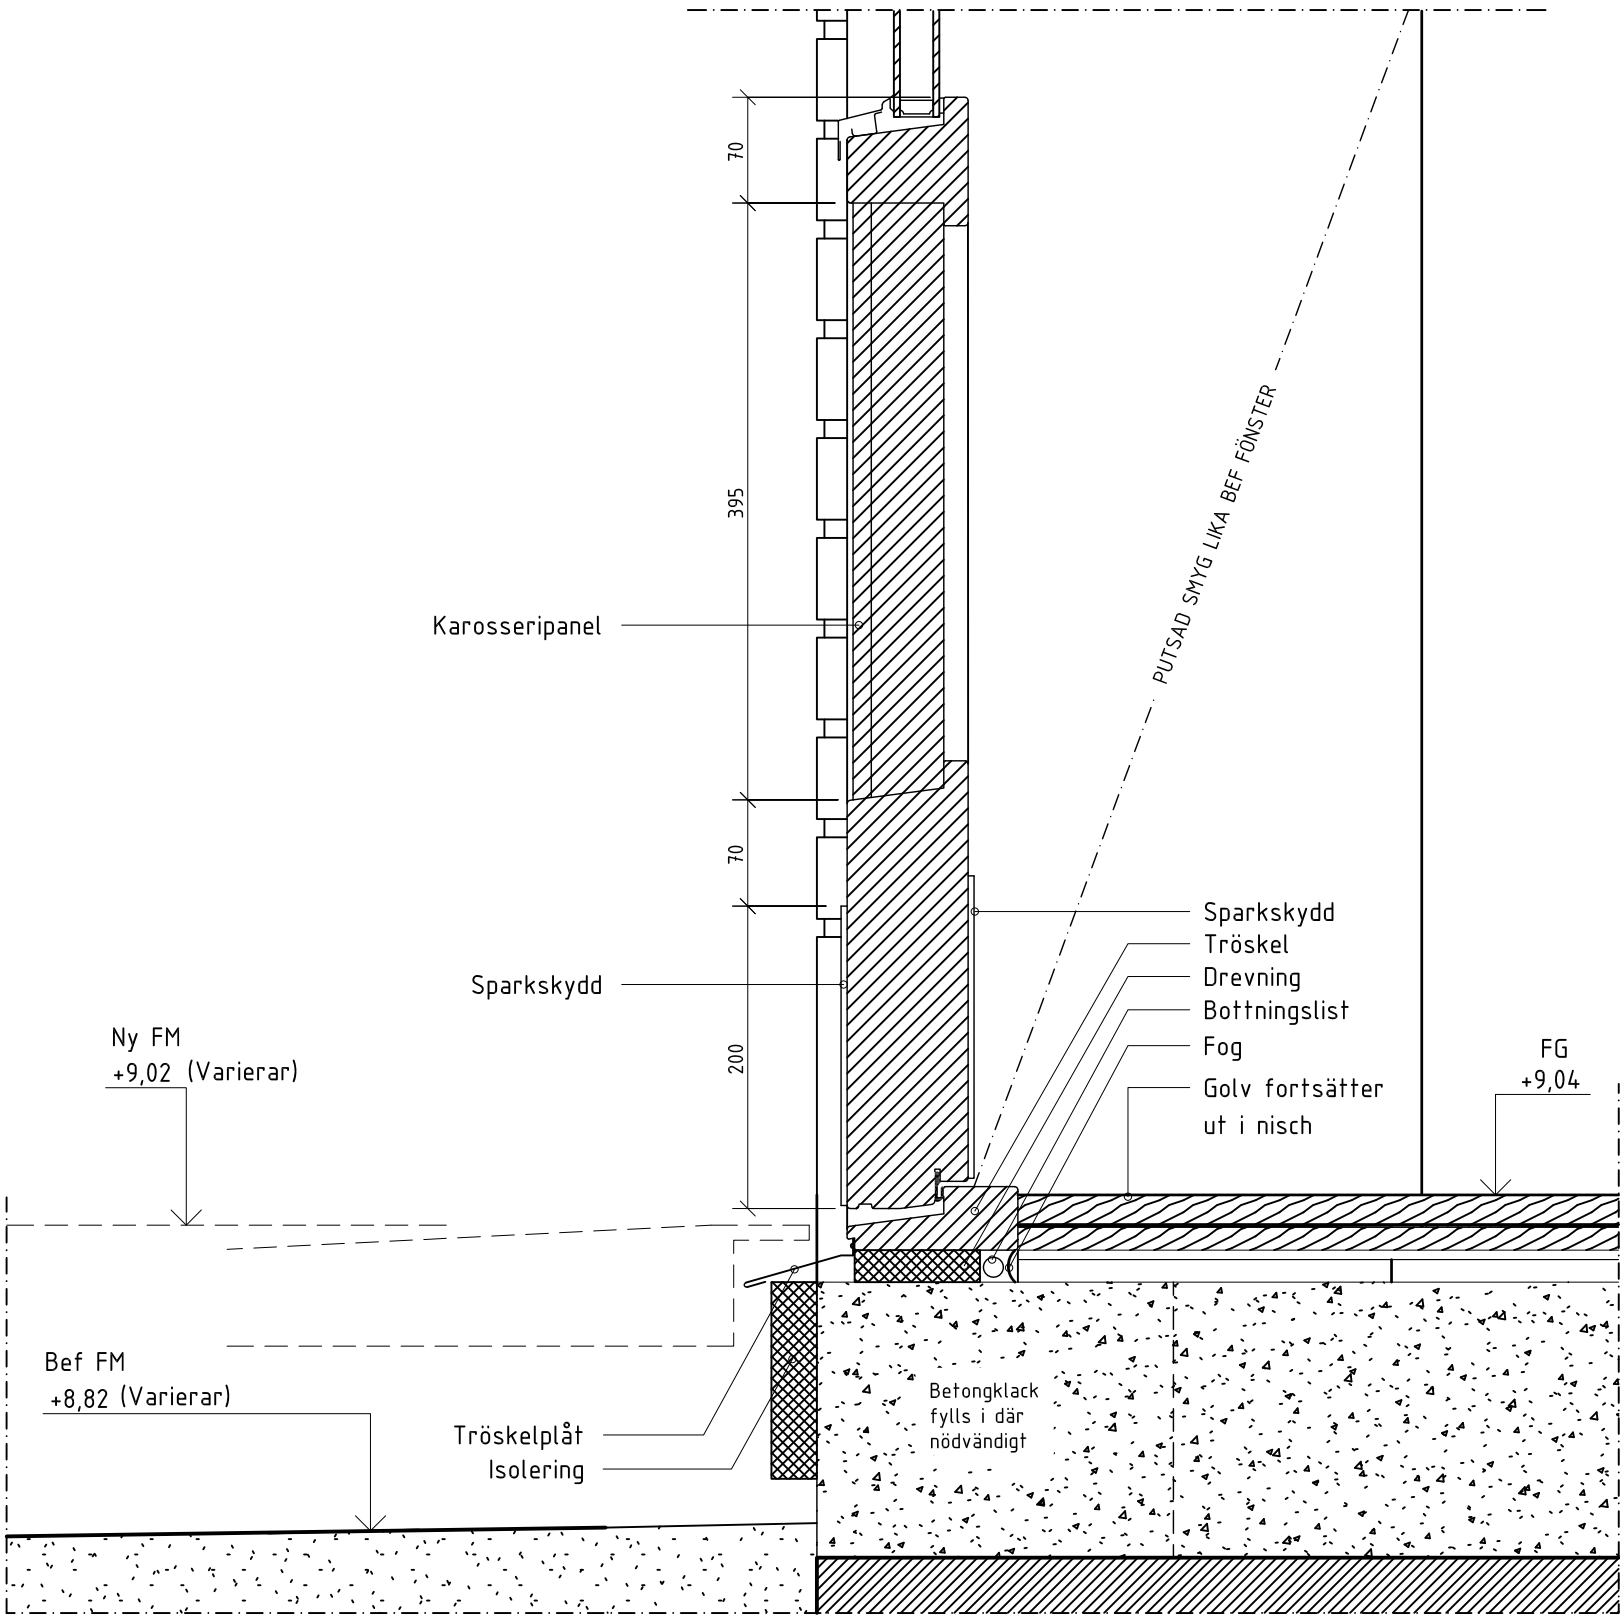 70
395
PUTSAD SMYG LIKA BEF FÖNSTER
Karosseripanel
70
Sparkskydd
Tröskel
Drevning
Bottningslist
Fog
Golv fortsätter
ut i nisch
Sparkskydd
200
Ny FM
+9,02 (Varierar)
FG
+9,04
Bef FM
+8,82 (Varierar)
Tröskelplåt
Isolering
Betongklack
fylls i där
nödvändigt